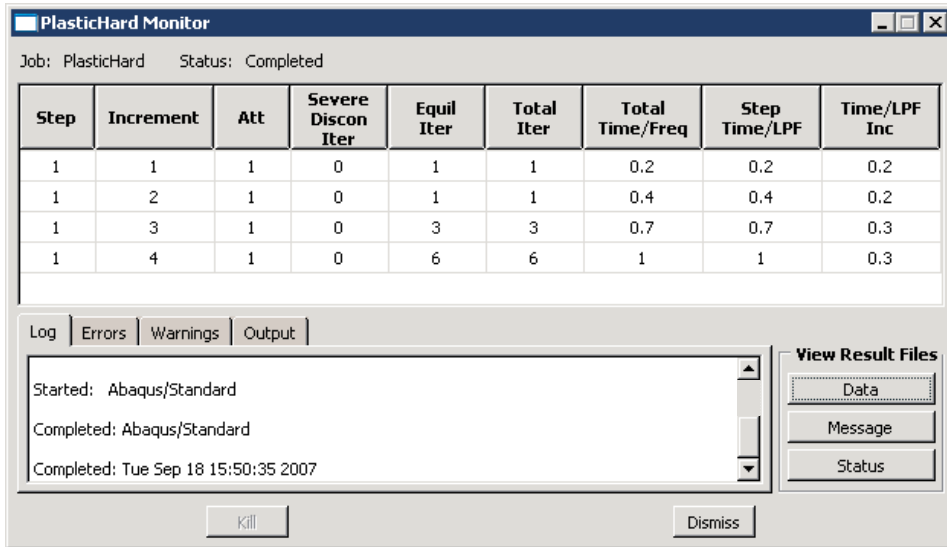 PlasticHard Monitor
Job: PlasticHard Status: Completed
Step Increment Att Severe Discon Iter Equil Iter Total Iter Total Time/Freq Step Time/LPF Time/LPF Inc
1 1 1 0 1 1 0.2 0.2 0.2
1 2 1 0 1 1 0.4 0.4 0.2
1 3 1 0 3 3 0.7 0.7 0.3
1 4 1 0 6 6 1 1 0.3
Log Errors Warnings Output
Started: Abaqus/Standard
Completed: Abaqus/Standard
Completed: Tue Sep 18 15:50:35 2007
View Result Files
Data
Message
Status
Kill Dismiss